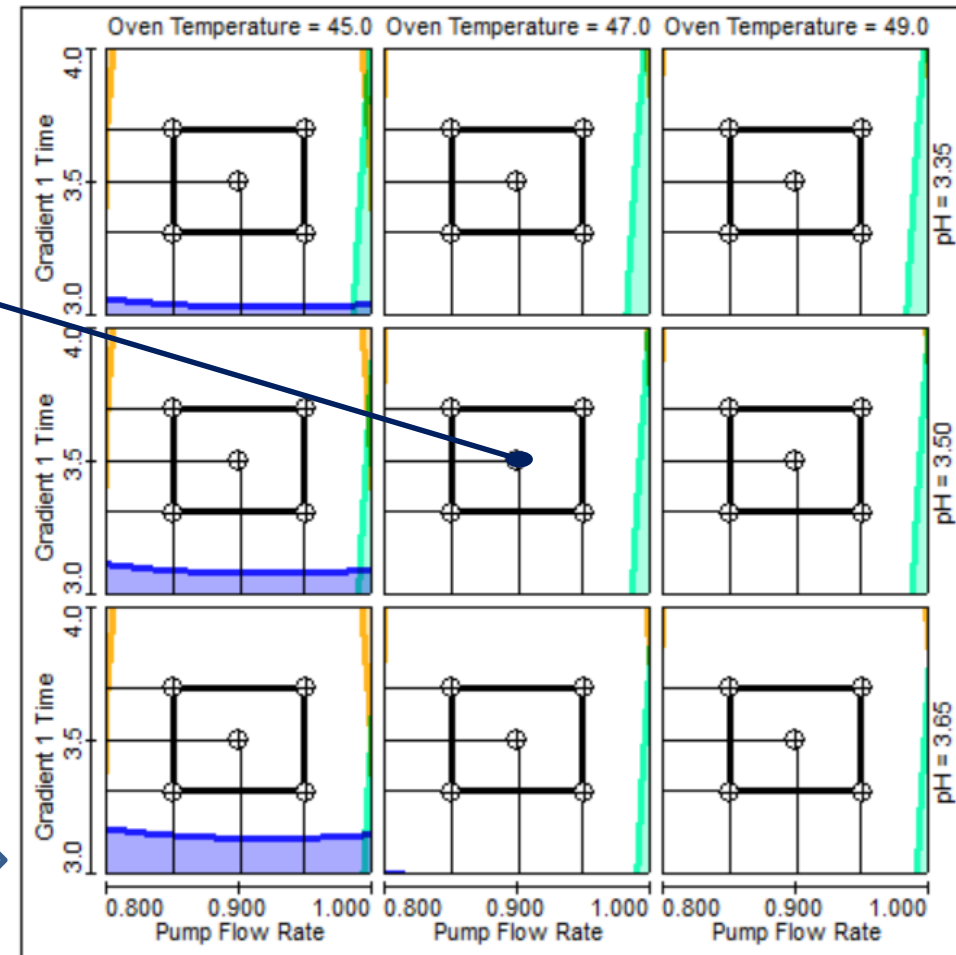 Oven Temperature = 45.0 Oven Temperature = 47.0 Oven Temperature = 49.0
4.0
3.5
3.0
Gradient 1 Time
pH = 3.35
4.0
3.5
3.0
Gradient 1 Time
pH = 3.50
4.0
3.5
3.0
Gradient 1 Time
pH = 3.65
0.800 0.900 1.000 0.800 0.900 1.000 0.800 0.900 1.000
Pump Flow Rate Pump Flow Rate Pump Flow Rate